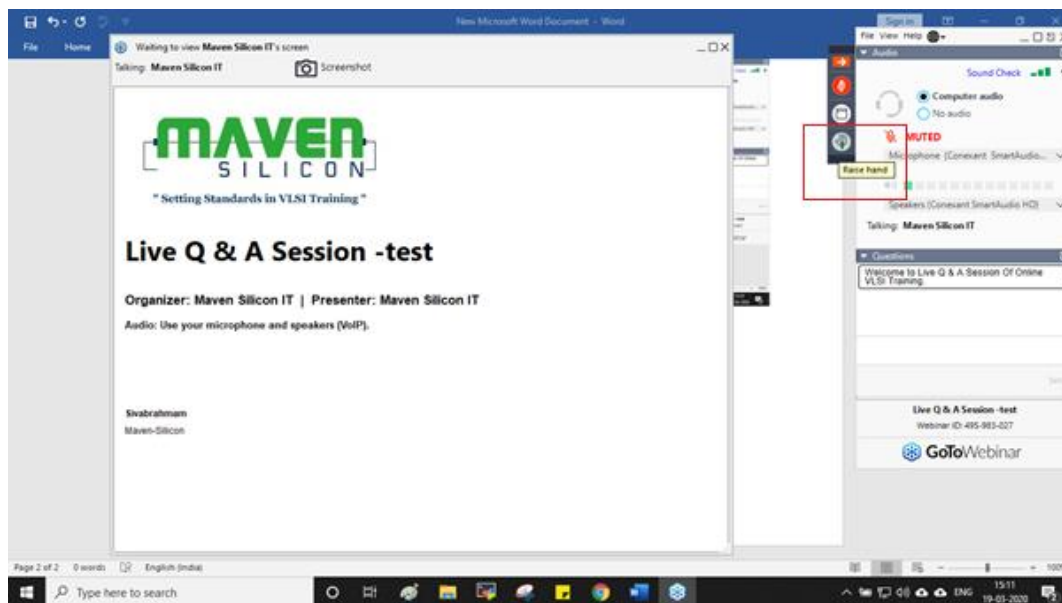 New Microsoft Word Document - Word
Sign in
File Home
Waiting to view Maven Silicon IT's screen
Talking: Maven Silicon IT
Screenshot
MAVEN
SILICON
" Setting Standards in VLSI Training "
Live Q & A Session -test
Organizer: Maven Silicon IT | Presenter: Maven Silicon IT
Audio: Use your microphone and speakers (VoIP).
Sivabrahmam
Maven-Silicon
File View Help
Audio
Sound Check
Computer audio
No audio
MUTED
Microphone (Conexant SmartAudio...
Raise hand
Speakers (Conexant SmartAudio HD)
Talking: Maven Silicon IT
Questions
Welcome to Live Q & A Session Of Online
VLSI Training.
Live Q & A Session -test
Webinar ID: 495-983-027
GoToWebinar
Page 2 of 2 0 words English (India)
Type here to search
ENG
15:11
19-03-2020